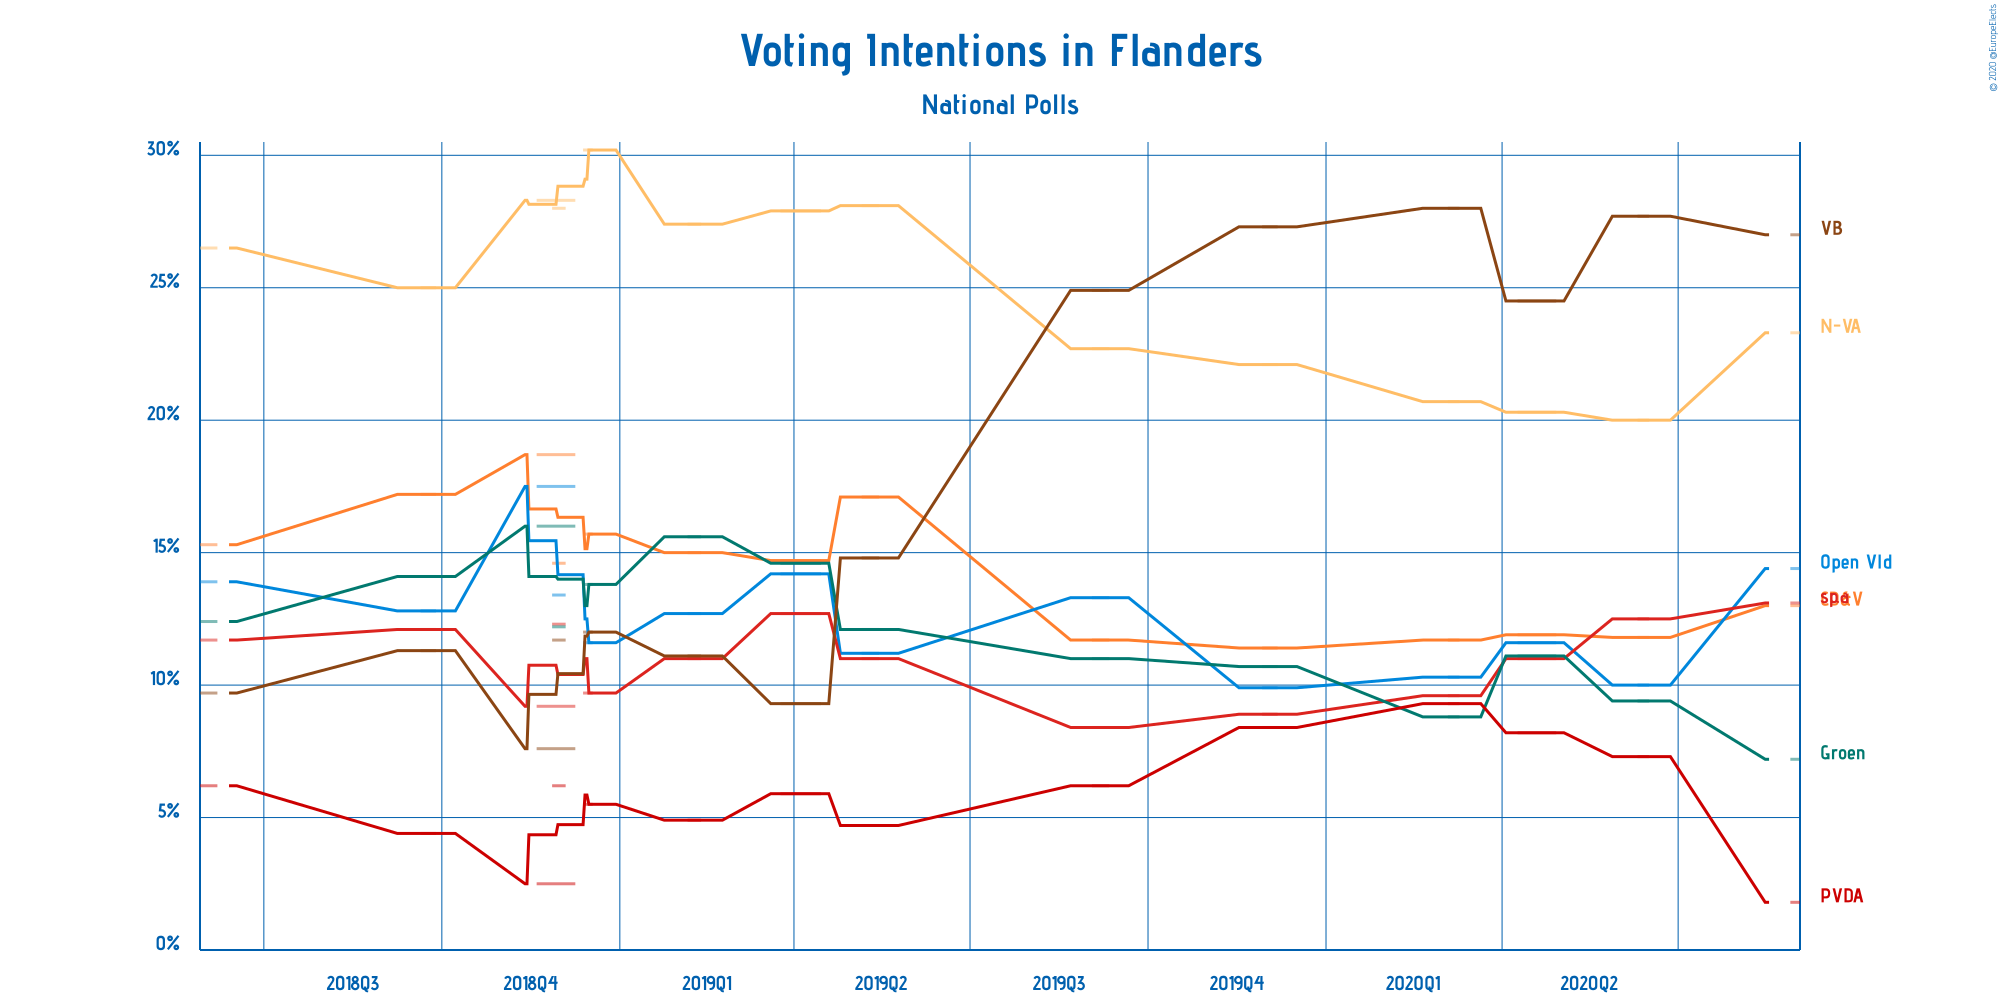 Voting Intentions in Flanders
National Polls
© 2020 @EuropeElects
30%
25%
20%
15%
10%
5%
0%
VB
N-VA
Open Vld
spa
Groen
PVDA
2018Q3
2018Q4
2019Q1
2019Q2
2019Q3
2019Q4
2020Q1
2020Q2